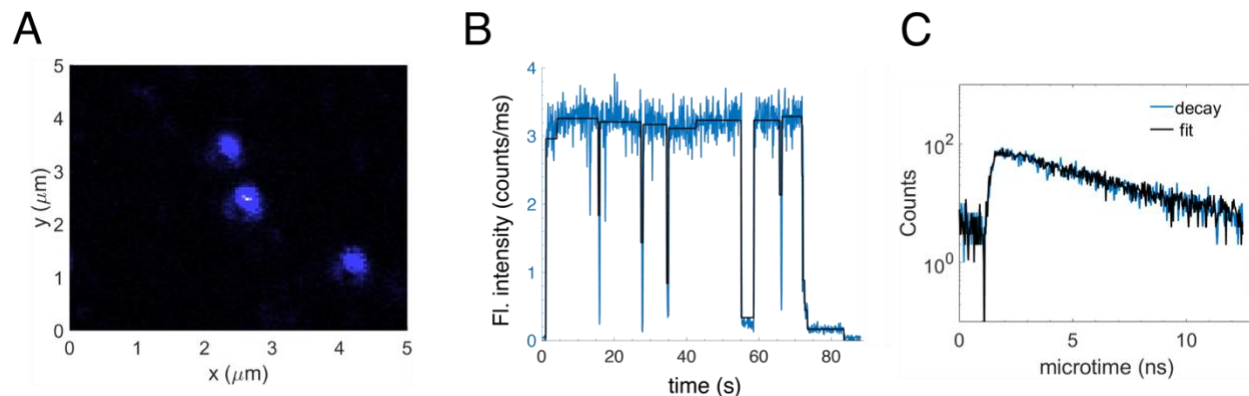 A
B
C
5
4
3
2
1
0
y (μm)
0 1 2 3 4 5
x (μm)
4
3
2
1
0
Fl. intensity (counts/ms)
0 20 40 60 80
time (s)
decay
fit
10²
10⁰
Counts
0 5 10
microtime (ns)